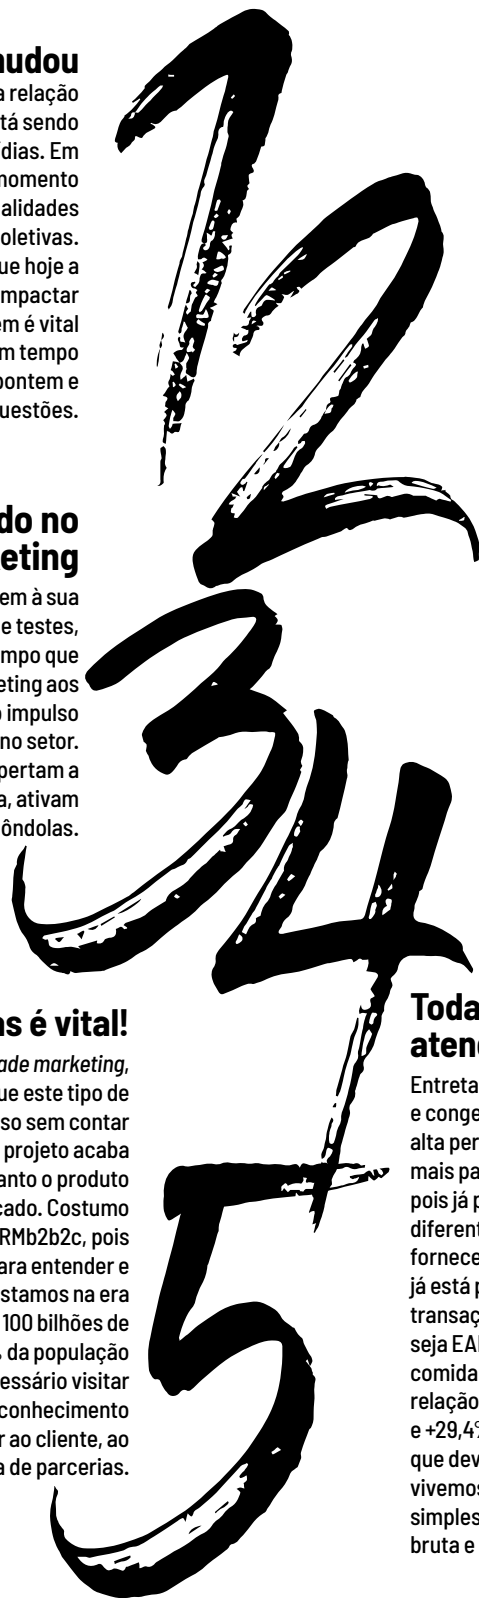 1
2
3
4
5
nudou
a relação
tá sendo
dias. Em
momento
alidades
oletivas.
ue hoje a
mpactar
m é vital
m tempo
pontem e
uestões.
do no
eting
em à sua
e testes,
mpo que
eting aos
o impulso
no setor.
pertam a
a, ativam
ôndolas.
as é vital!
ade marketing,
ue este tipo de
so sem contar
projeto acaba
anto o produto
cado. Costumo
RMb2b2c, pois
ara entender e
stamos na era
100 bilhões de
da população
essário visitar
conhecimento
r ao cliente, ao
a de parcerias.
Toda
aten
Entreta
e conge
alta per
mais pa
pois já p
diferent
fornece
já está p
transaç
seja EA
comida
relação
e +29,4
que dev
vivemos
simples
bruta e